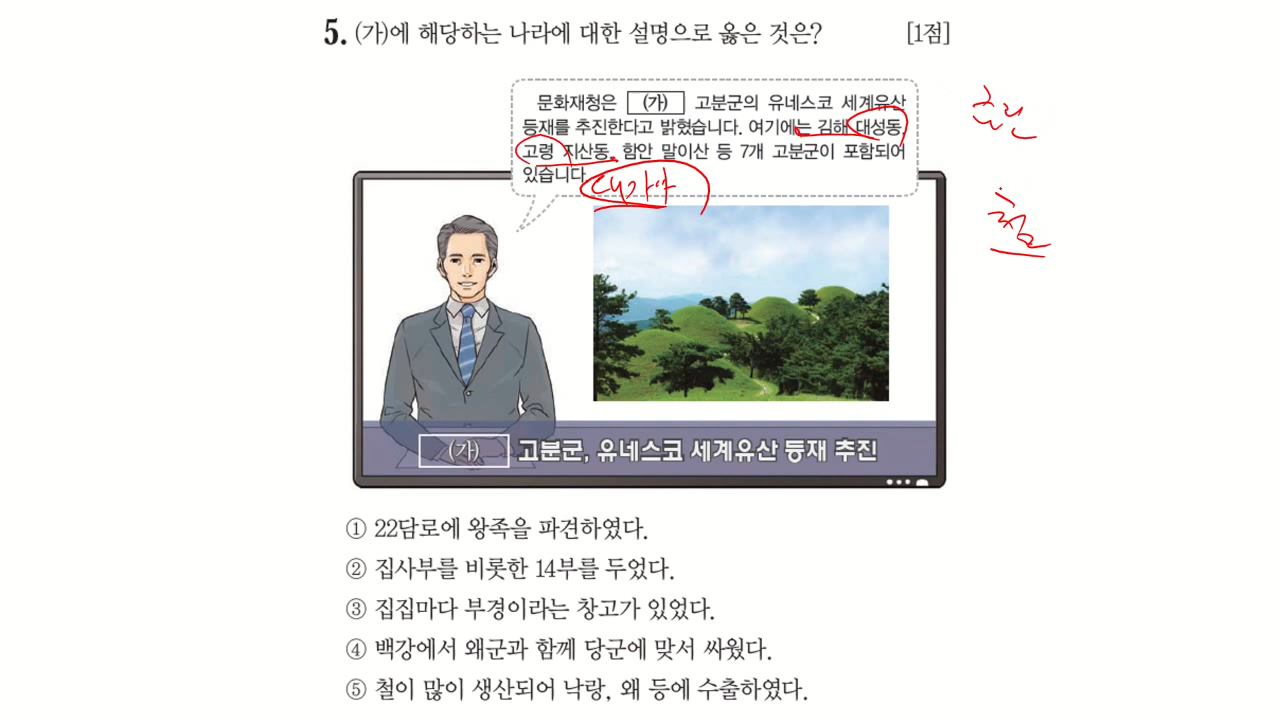 5. (가)에 해당하는 나라에 대한 설명으로 옳은 것은? [1점]
문화재청은 (가) 고분군의 유네스코 세계유산
등재를 추진한다고 밝혔습니다. 여기에는 김해 대성동,
고령 지산동, 함안 말이산 등 7개 고분군이 포함되어
있습니다.
대가야
철
(가) 고분군, 유네스코 세계유산 등재 추진
① 22담로에 왕족을 파견하였다.
② 집사부를 비롯한 14부를 두었다.
③ 집집마다 부경이라는 창고가 있었다.
④ 백강에서 왜군과 함께 당군에 맞서 싸웠다.
⑤ 철이 많이 생산되어 낙랑, 왜 등에 수출하였다.